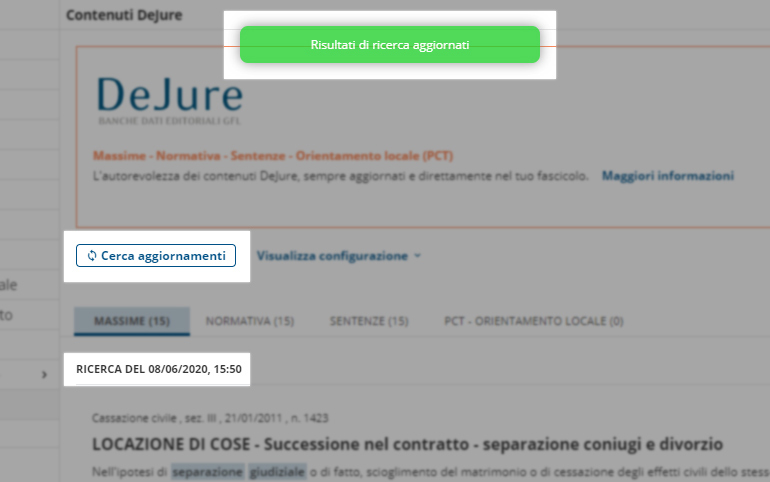 Contenuti DeJure
Risultati di ricerca aggiornati
DeJure
BANCHE DATI EDITORIALI GFL
Massime - Normativa - Sentenze - Orientamento locale (PCT)
L'autorevolezza dei contenuti DeJure, sempre aggiornati e direttamente nel tuo fascicolo. Maggiori informazioni
Cerca aggiornamenti Visualizza configurazione
ale
to
MASSIME (15) NORMATIVA (15) SENTENZE (15) PCT - ORIENTAMENTO LOCALE (0)
RICERCA DEL 08/06/2020, 15:50
Cassazione civile , sez. III , 21/01/2011 , n. 1423
LOCAZIONE DI COSE - Successione nel contratto - separazione coniugi e divorzio
Nell'ipotesi di separazione giudiziale o di fatto, scioglimento del matrimonio o di cessazione degli effetti civili dello stess